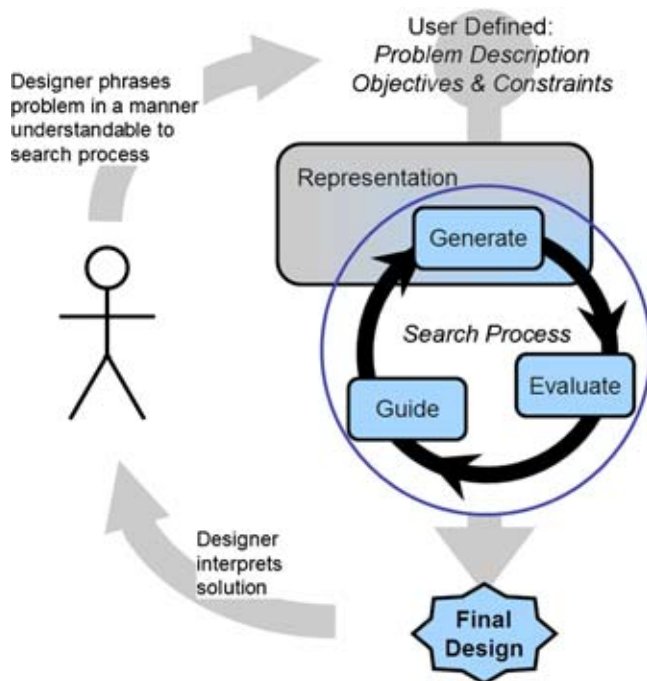 User Defined:
Problem Description
Objectives & Constraints
Designer phrases
problem in a manner
understandable to
search process
Representation
Generate
Search Process
Evaluate
Guide
Designer
interprets
solution
Final
Design